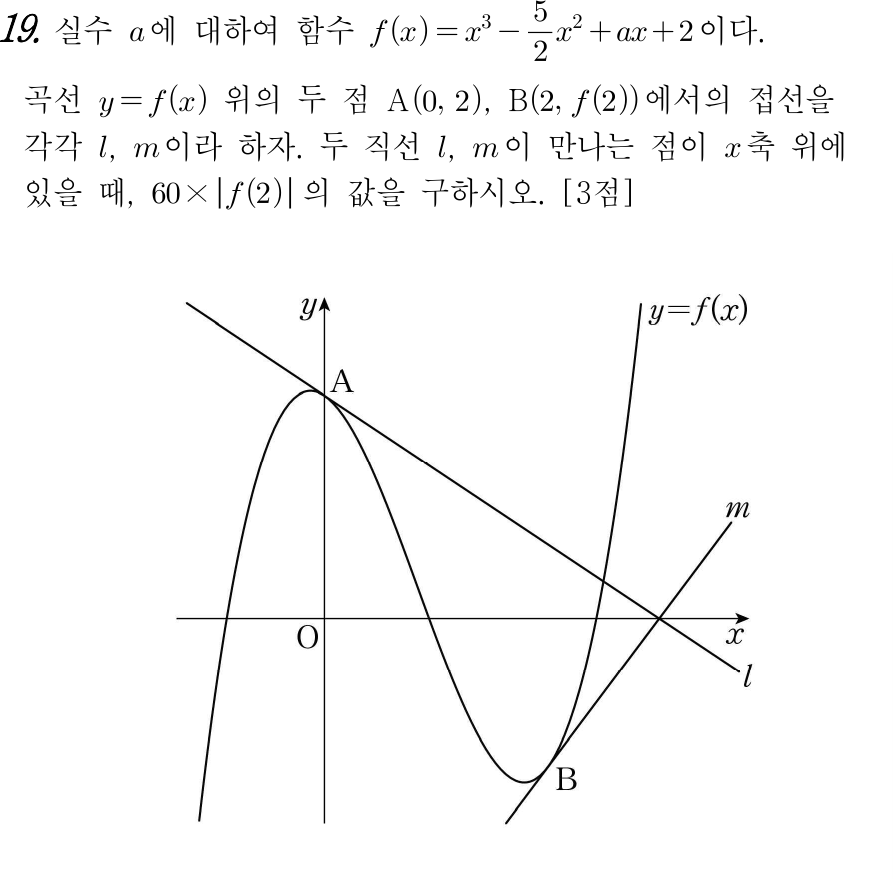 19. 실수 a에 대하여 함수 f(x)=x³-5/2x²+ax+2이다.
곡선 y=f(x) 위의 두 점 A(0, 2), B(2, f(2))에서의 접선을
각각 l, m이라 하자. 두 직선 l, m이 만나는 점이 x축 위에
있을 때, 60×|f(2)|의 값을 구하시오. [3점]
y
y=f(x)
A
m
O
x
l
B